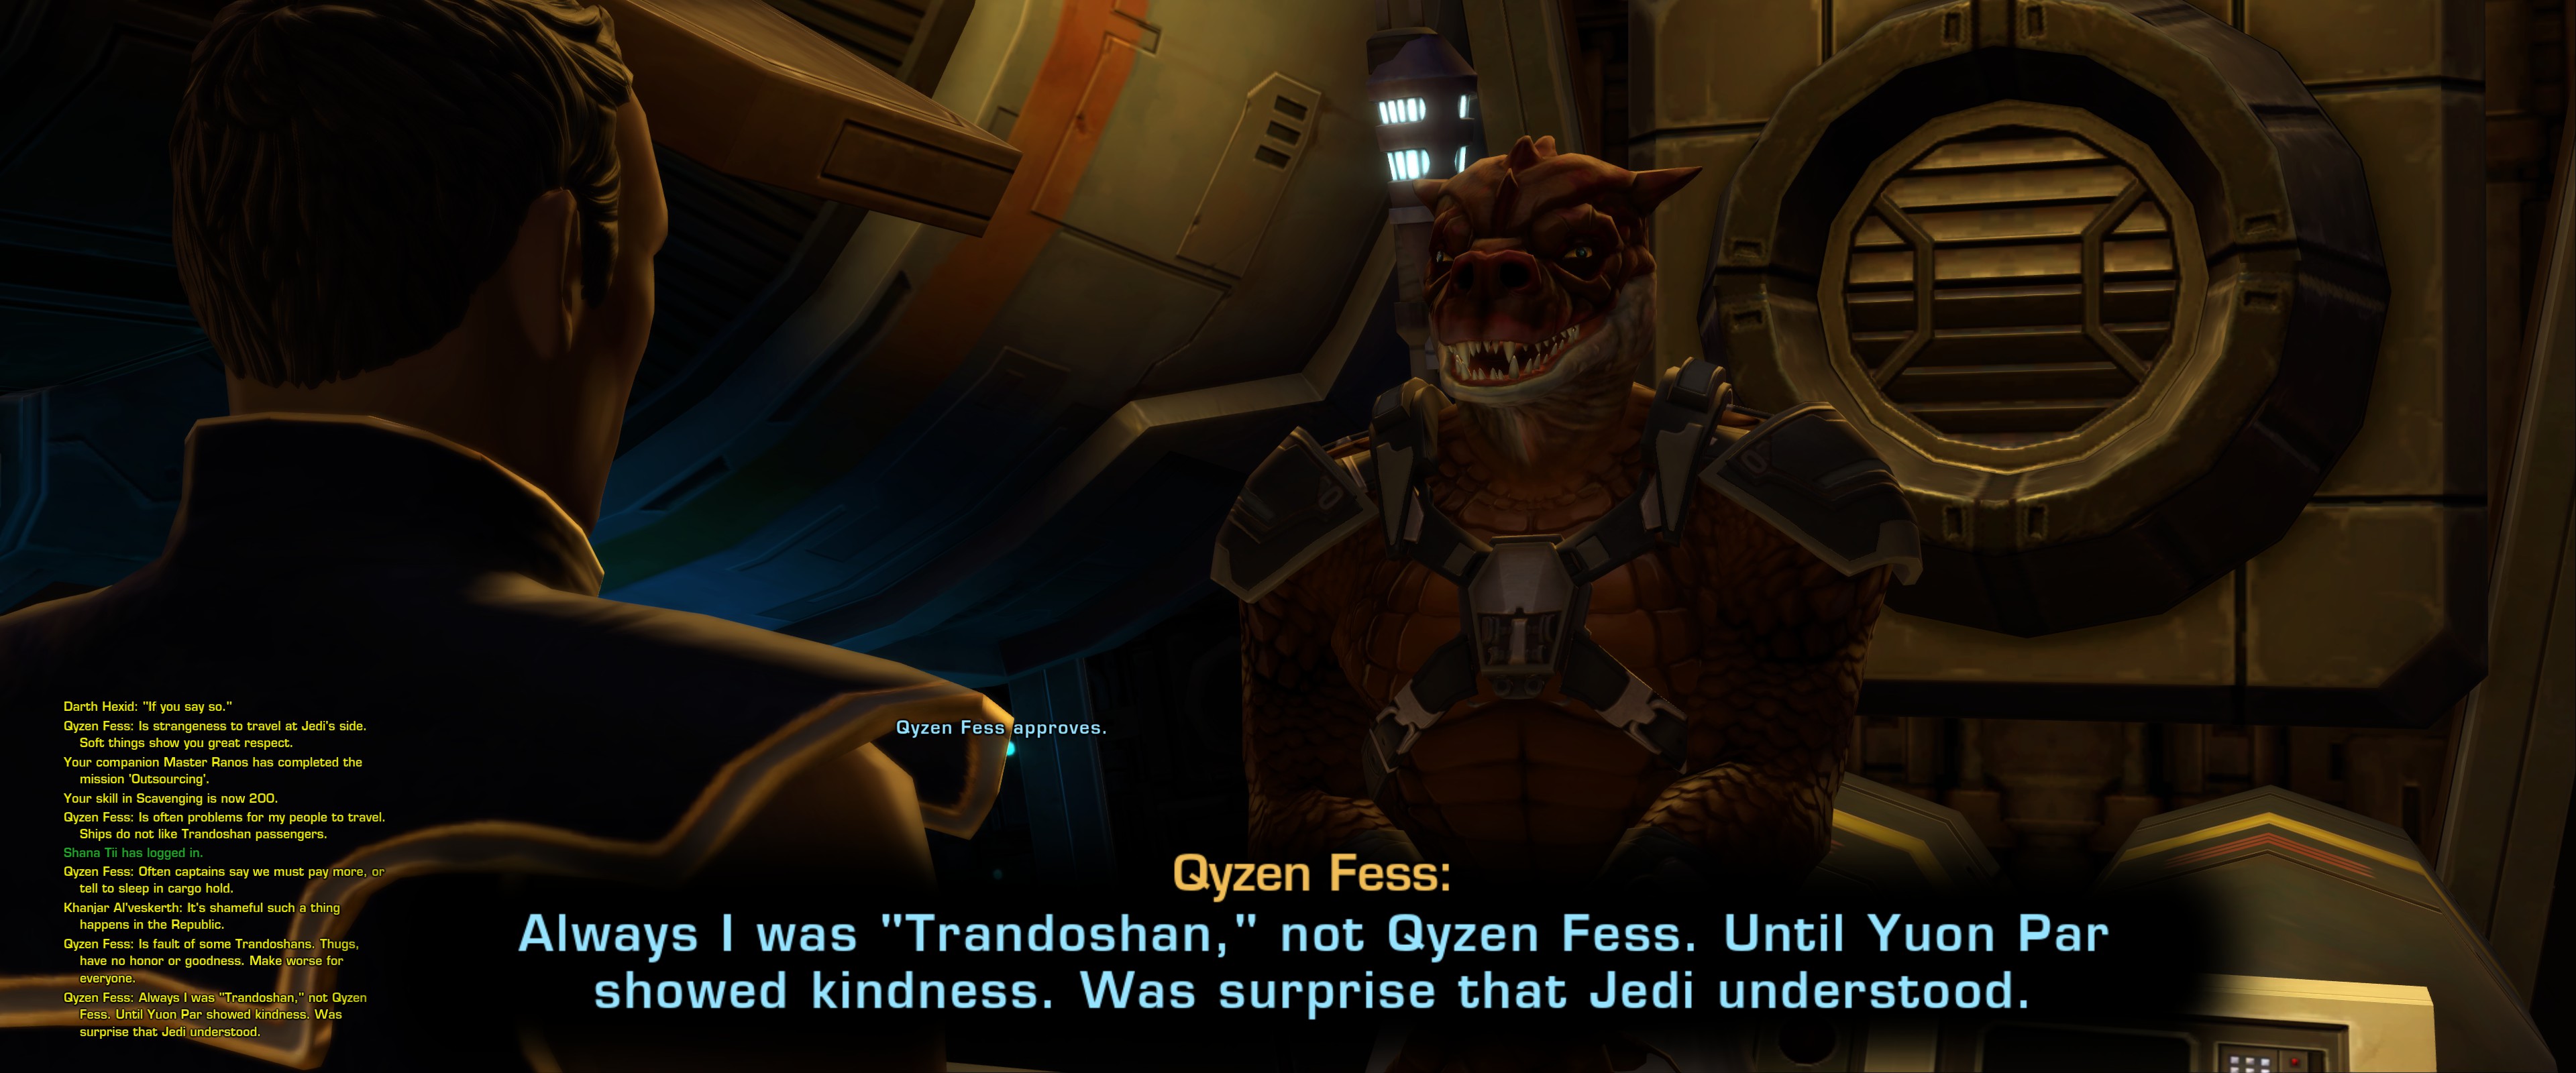 Darth Hexid: "If you say so."
Qyzen Fess: Is strangeness to travel at Jedi's side.
Soft things show you great respect.
Your companion Master Ranos has completed the
mission 'Outsourcing'.
Your skill in Scavenging is now 200.
Qyzen Fess: Is often problems for my people to travel.
Ships do not like Trandoshan passengers.
Shana Tii has logged in.
Qyzen Fess: Often captains say we must pay more, or
tell to sleep in cargo hold.
Khanjar Al'veskerth: It's shameful such a thing
happens in the Republic.
Qyzen Fess: Is fault of some Trandoshans. Thugs,
have no honor or goodness. Make worse for
everyone.
Qyzen Fess: Always I was "Trandoshan," not Qyzen
Fess. Until Yuon Par showed kindness. Was
surprise that Jedi understood.
Qyzen Fess approves.
Qyzen Fess:
Always I was "Trandoshan," not Qyzen Fess. Until Yuon Par
showed kindness. Was surprise that Jedi understood.